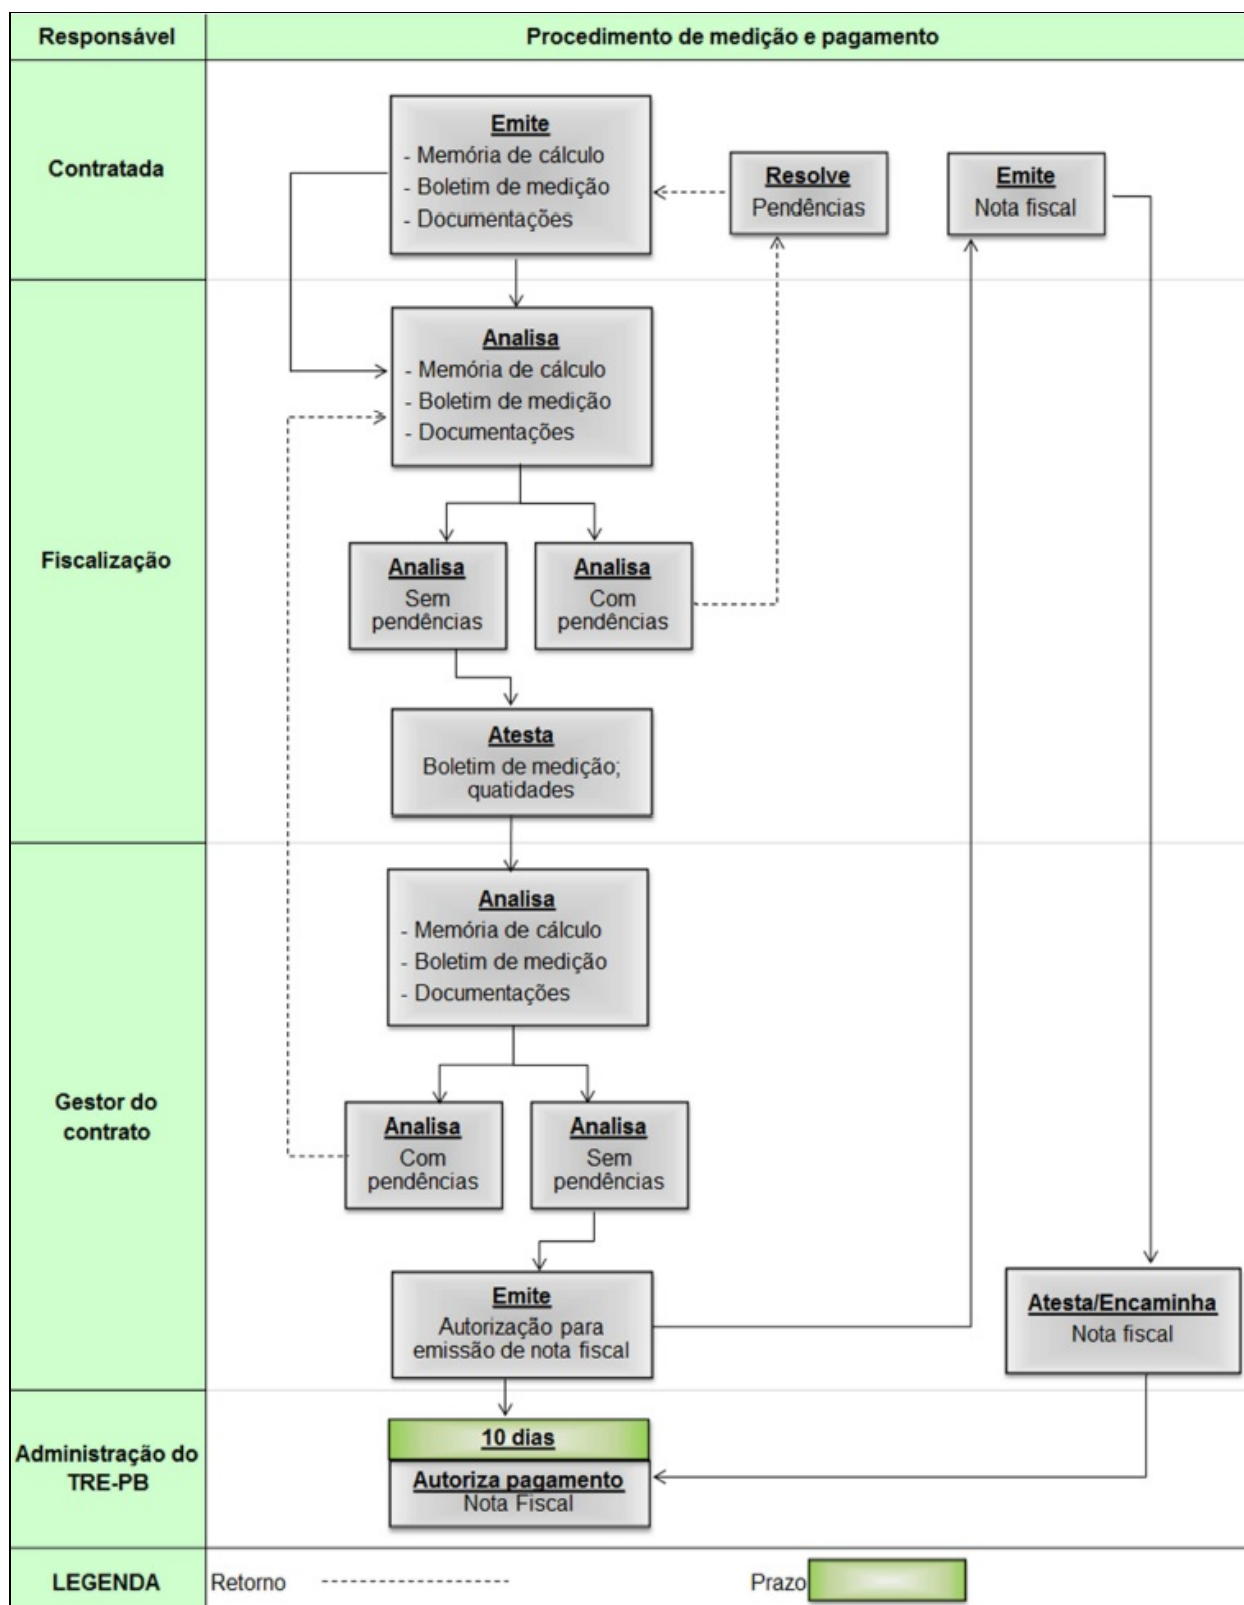 Responsável
Procedimento de medição e pagamento
Contratada
Emite
- Memória de cálculo
- Boletim de medição
- Documentações
Resolve
Pendências
Emite
Nota fiscal
Fiscalização
Analisa
- Memória de cálculo
- Boletim de medição
- Documentações
Analisa
Sem
pendências
Analisa
Com
pendências
Atesta
Boletim de medição;
quatidades
Gestor do
contrato
Analisa
- Memória de cálculo
- Boletim de medição
- Documentações
Analisa
Com
pendências
Analisa
Sem
pendências
Emite
Autorização para
emissão de nota fiscal
Atesta/Encaminha
Nota fiscal
Administração do
TRE-PB
10 dias
Autoriza pagamento
Nota Fiscal
LEGENDA
Retorno
Prazo